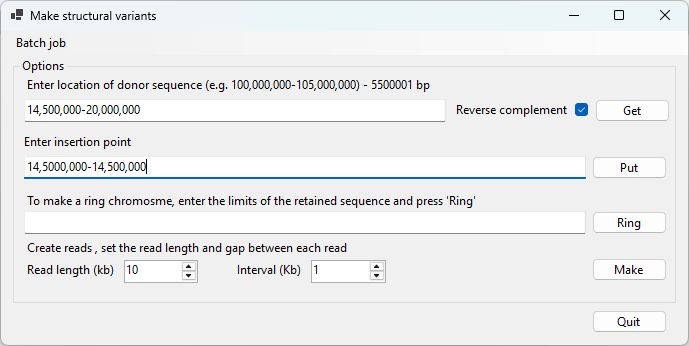 Make structural variants
Batch job
Options
Enter location of donor sequence (e.g. 100,000,000-105,000,000) - 5500001 bp
14,500,000-20,000,000
Reverse complement
Get
Enter insertion point
14,5000,000-14,500,000
Put
To make a ring chromosme, enter the limits of the retained sequence and press 'Ring'
Ring
Create reads , set the read length and gap between each read
Read length (kb) 10 Interval (Kb) 1 Make
Quit